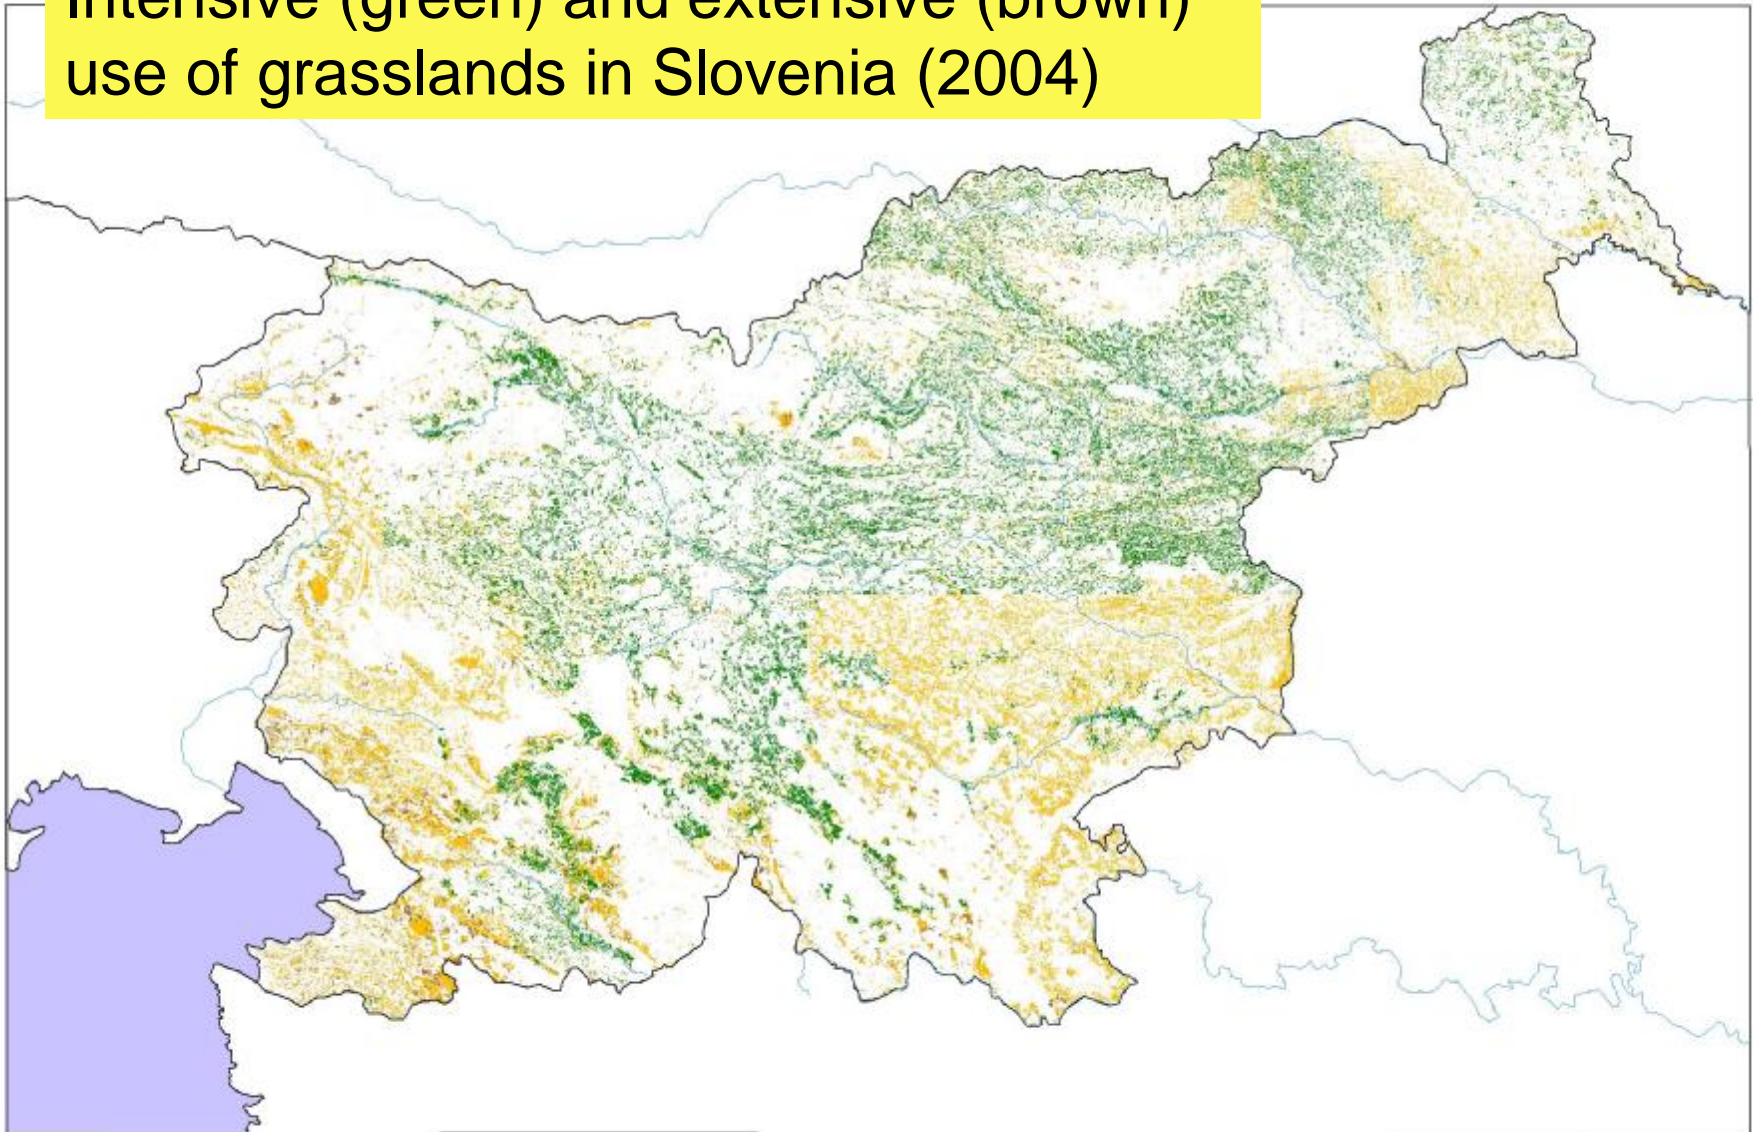 Intensive (green) and extensive (brown)
use of grasslands in Slovenia (2004)